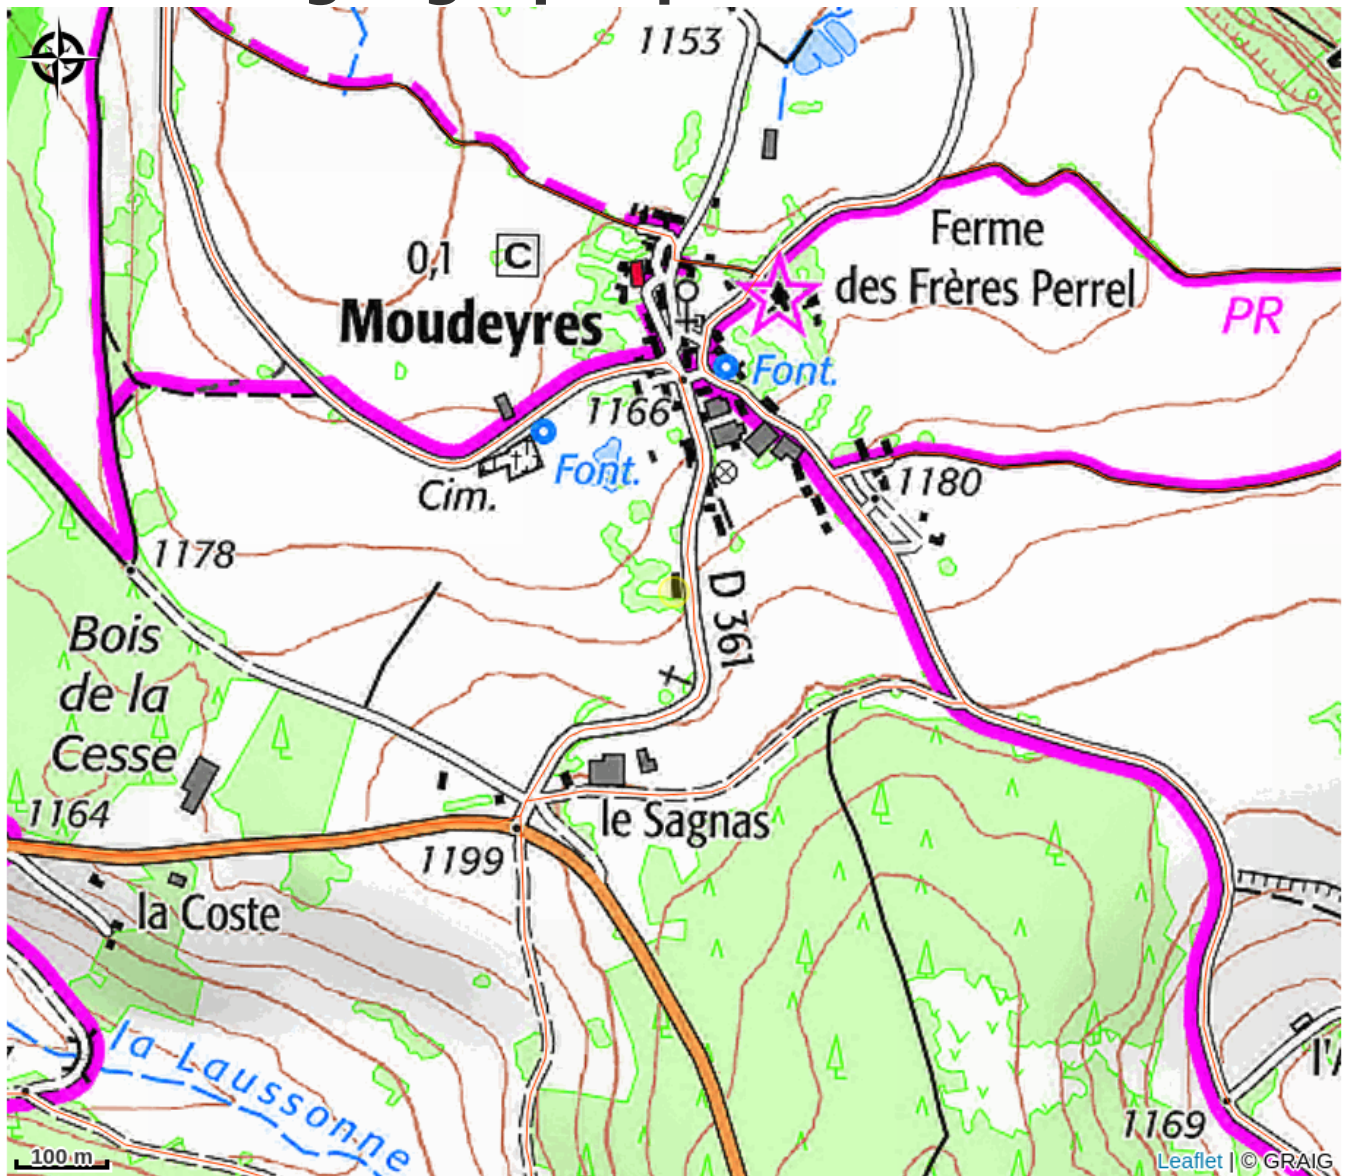 1153
Ferme
des Frères Perrel
0,1 C
Moudeyres
PR
Font.
1166
Font.
Cim.
1180
1178
D 361
Bois
de la
Cesse
1164
le Sagnas
1199
la Coste
la Laussonne
l'A
1169
100 m
Leaflet | © GRAIG